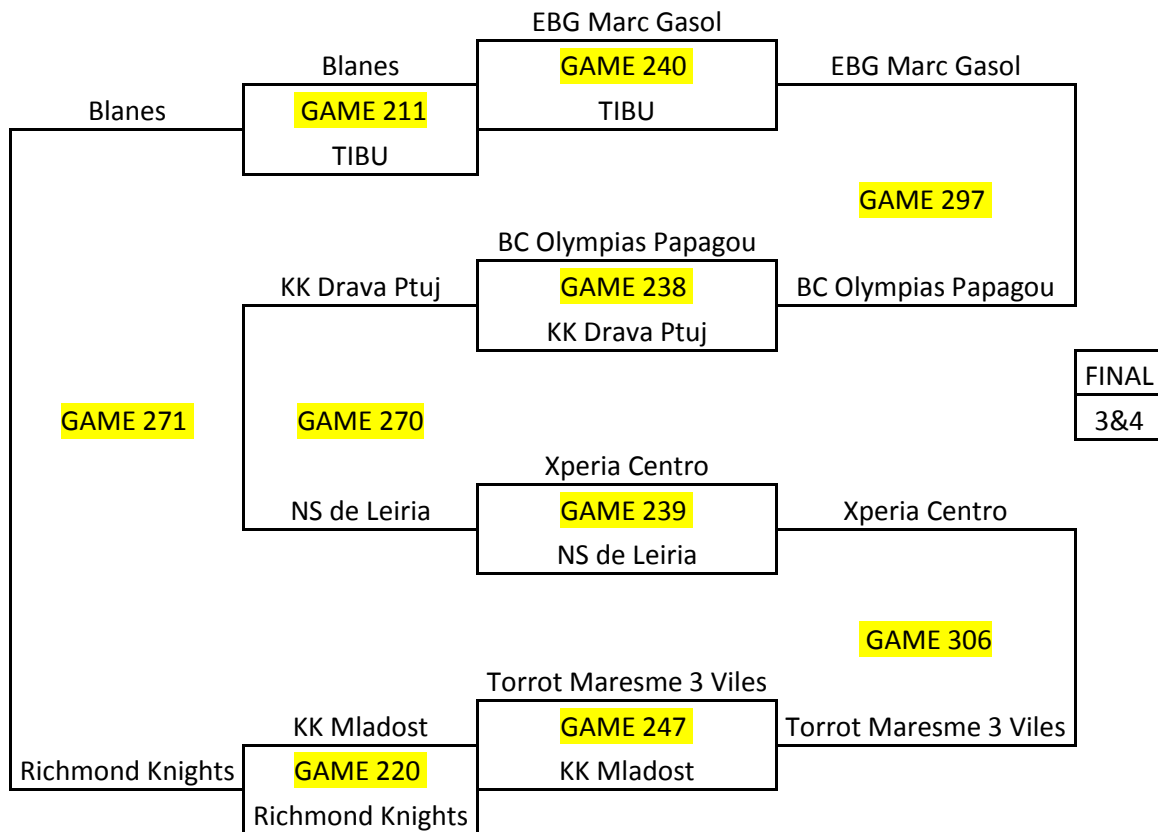 EBG Marc Gasol
Blanes GAME 240 EBG Marc Gasol
Blanes GAME 211 TIBU
TIBU
GAME 297
BC Olympias Papagou
KK Drava Ptuj GAME 238 BC Olympias Papagou
KK Drava Ptuj
FINAL
GAME 271 GAME 270 3&4
Xperia Centro
NS de Leiria GAME 239 Xperia Centro
NS de Leiria
GAME 306
Torrot Maresme 3 Viles
KK Mladost GAME 247 Torrot Maresme 3 Viles
Richmond Knights GAME 220 KK Mladost
Richmond Knights